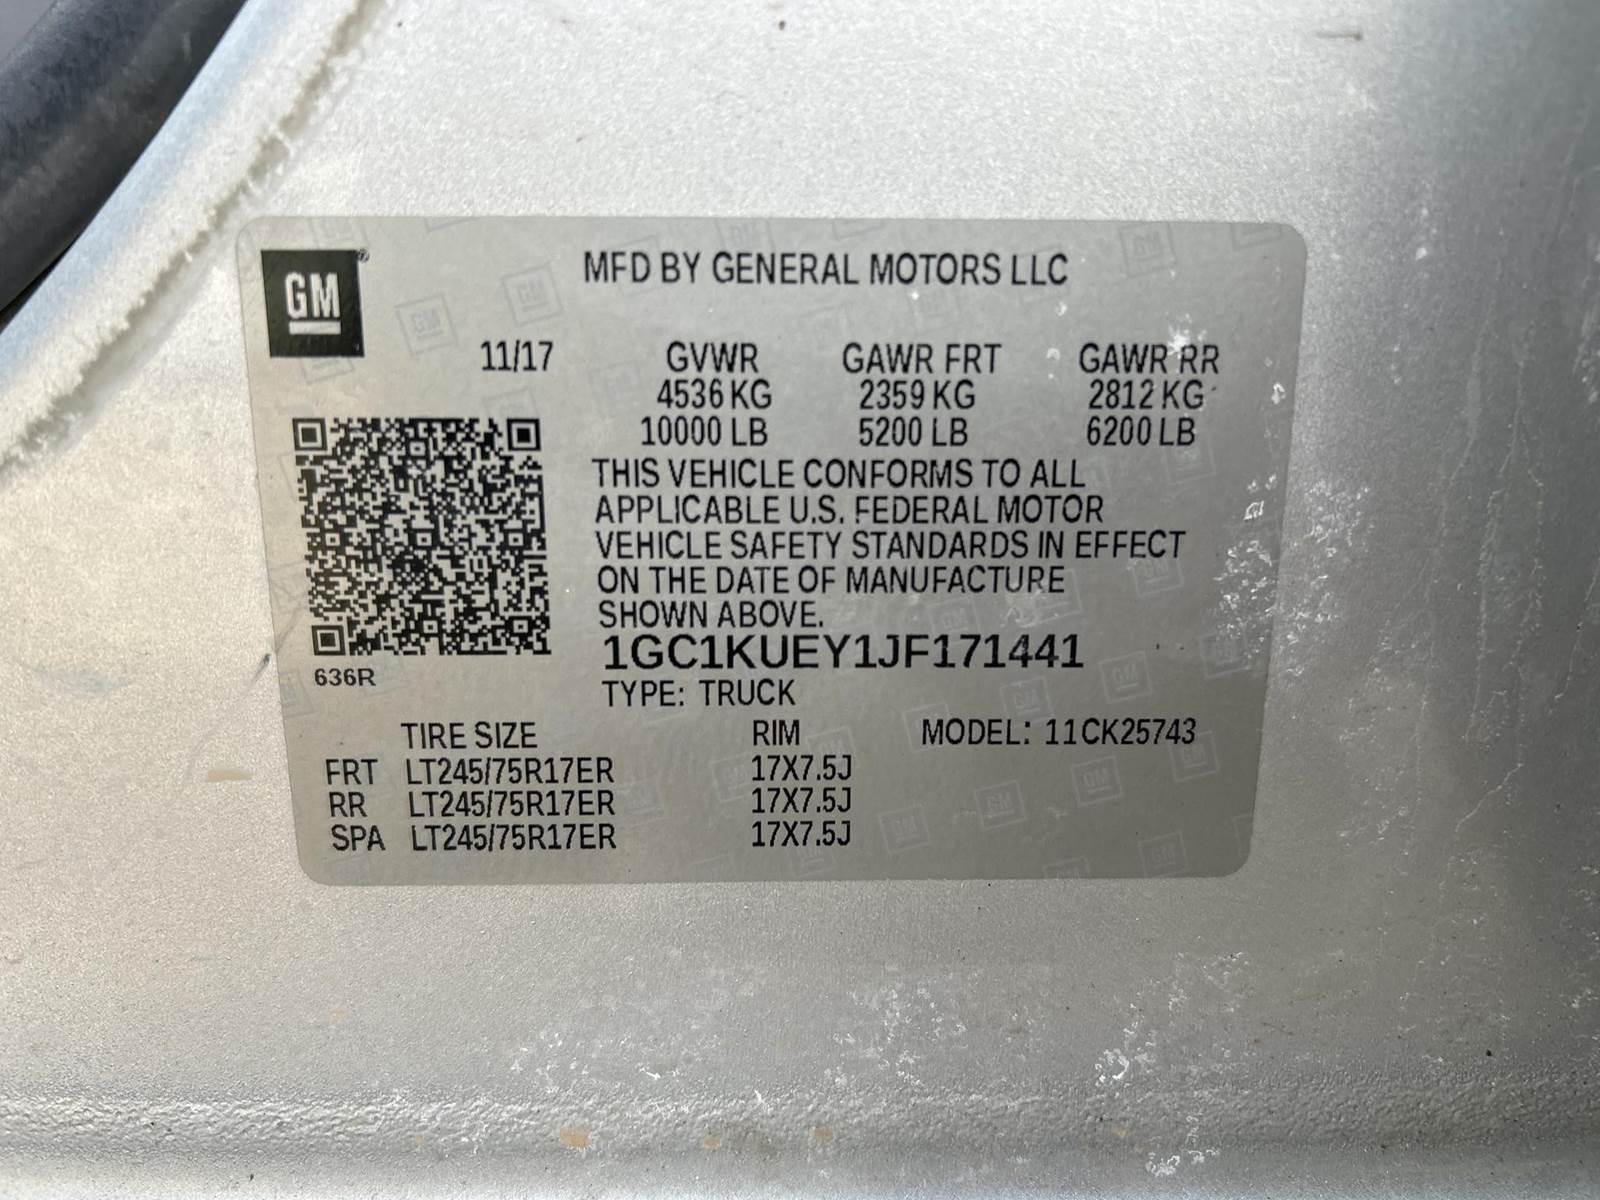 GM
MFD BY GENERAL MOTORS LLC
11/17 GVWR GAWR FRT GAWR RR
4536 KG 2359 KG 2812 KG
10000 LB 5200 LB 6200 LB
THIS VEHICLE CONFORMS TO ALL
APPLICABLE U.S. FEDERAL MOTOR
VEHICLE SAFETY STANDARDS IN EFFECT
ON THE DATE OF MANUFACTURE
SHOWN ABOVE.
1GC1KUEY1JF171441
636R
TYPE: TRUCK
TIRE SIZE RIM MODEL: 11CK25743
FRT LT245/75R17ER 17X7.5J
RR LT245/75R17ER 17X7.5J
SPA LT245/75R17ER 17X7.5J